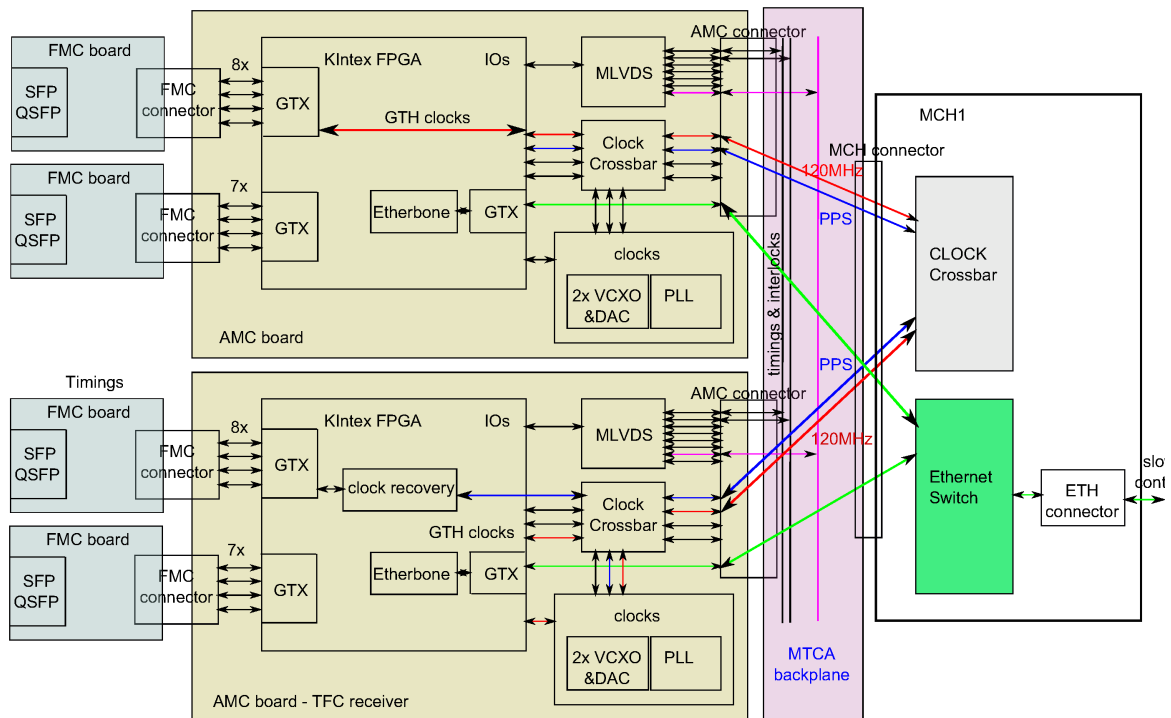 FMC board
SFP
QSFP
8x
FMC
connector
GTX
KIntex FPGA
IOs
GTH clocks
MLVDS
AMC connector
Clock
Crossbar
FMC board
SFP
QSFP
7x
FMC
connector
GTX
Etherbone
GTX
clocks
2x VCXO
&DAC
PLL
AMC board
timings & interlocks
120MHz
PPS
MCH connector
MCH1
CLOCK
Crossbar
Timings
FMC board
SFP
QSFP
8x
FMC
connector
GTX
KIntex FPGA
IOs
clock recovery
GTH clocks
MLVDS
AMC connector
Clock
Crossbar
PPS
120MHz
Ethernet
Switch
ETH
connector
slo
cont
FMC board
SFP
QSFP
7x
FMC
connector
GTX
Etherbone
GTX
clocks
2x VCXO
&DAC
PLL
AMC board - TFC receiver
MTCA
backplane